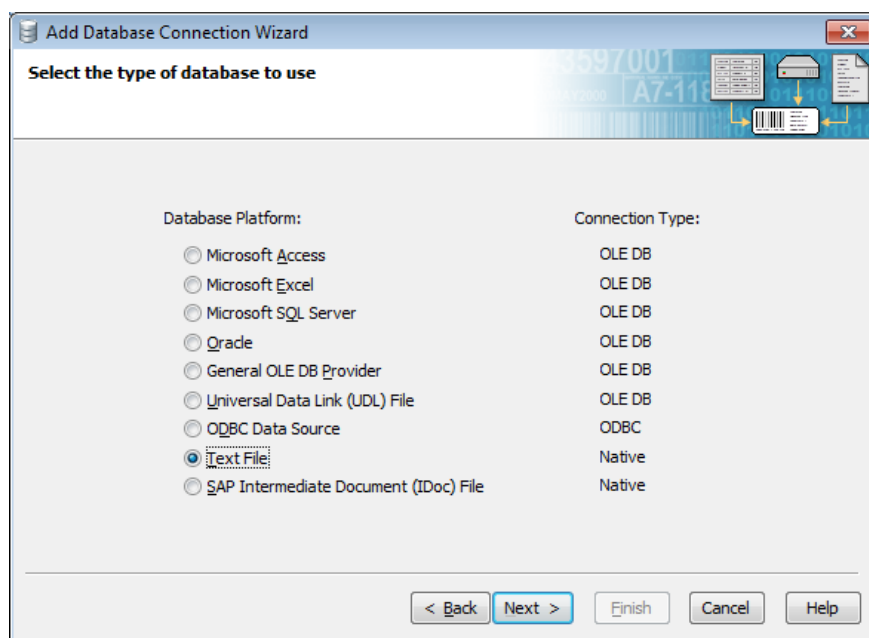 Add Database Connection Wizard
Select the type of database to use
3597001
A7-118
Database Platform: Connection Type:
Microsoft Access OLE DB
Microsoft Excel OLE DB
Microsoft SQL Server OLE DB
Oracle OLE DB
General OLE DB Provider OLE DB
Universal Data Link (UDL) File OLE DB
ODBC Data Source ODBC
Text File Native
SAP Intermediate Document (IDoc) File Native
< Back Next > Finish Cancel Help